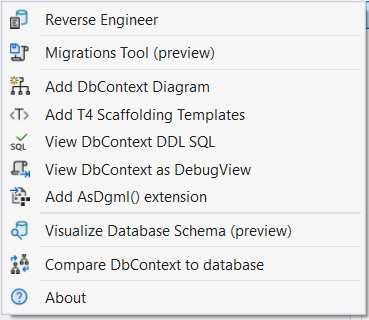 Reverse Engineer
Migrations Tool (preview)
Add DbContext Diagram
<T> Add T4 Scaffolding Templates
SQL View DbContext DDL SQL
View DbContext as DebugView
Add AsDgml() extension
Visualize Database Schema (preview)
Compare DbContext to database
? About